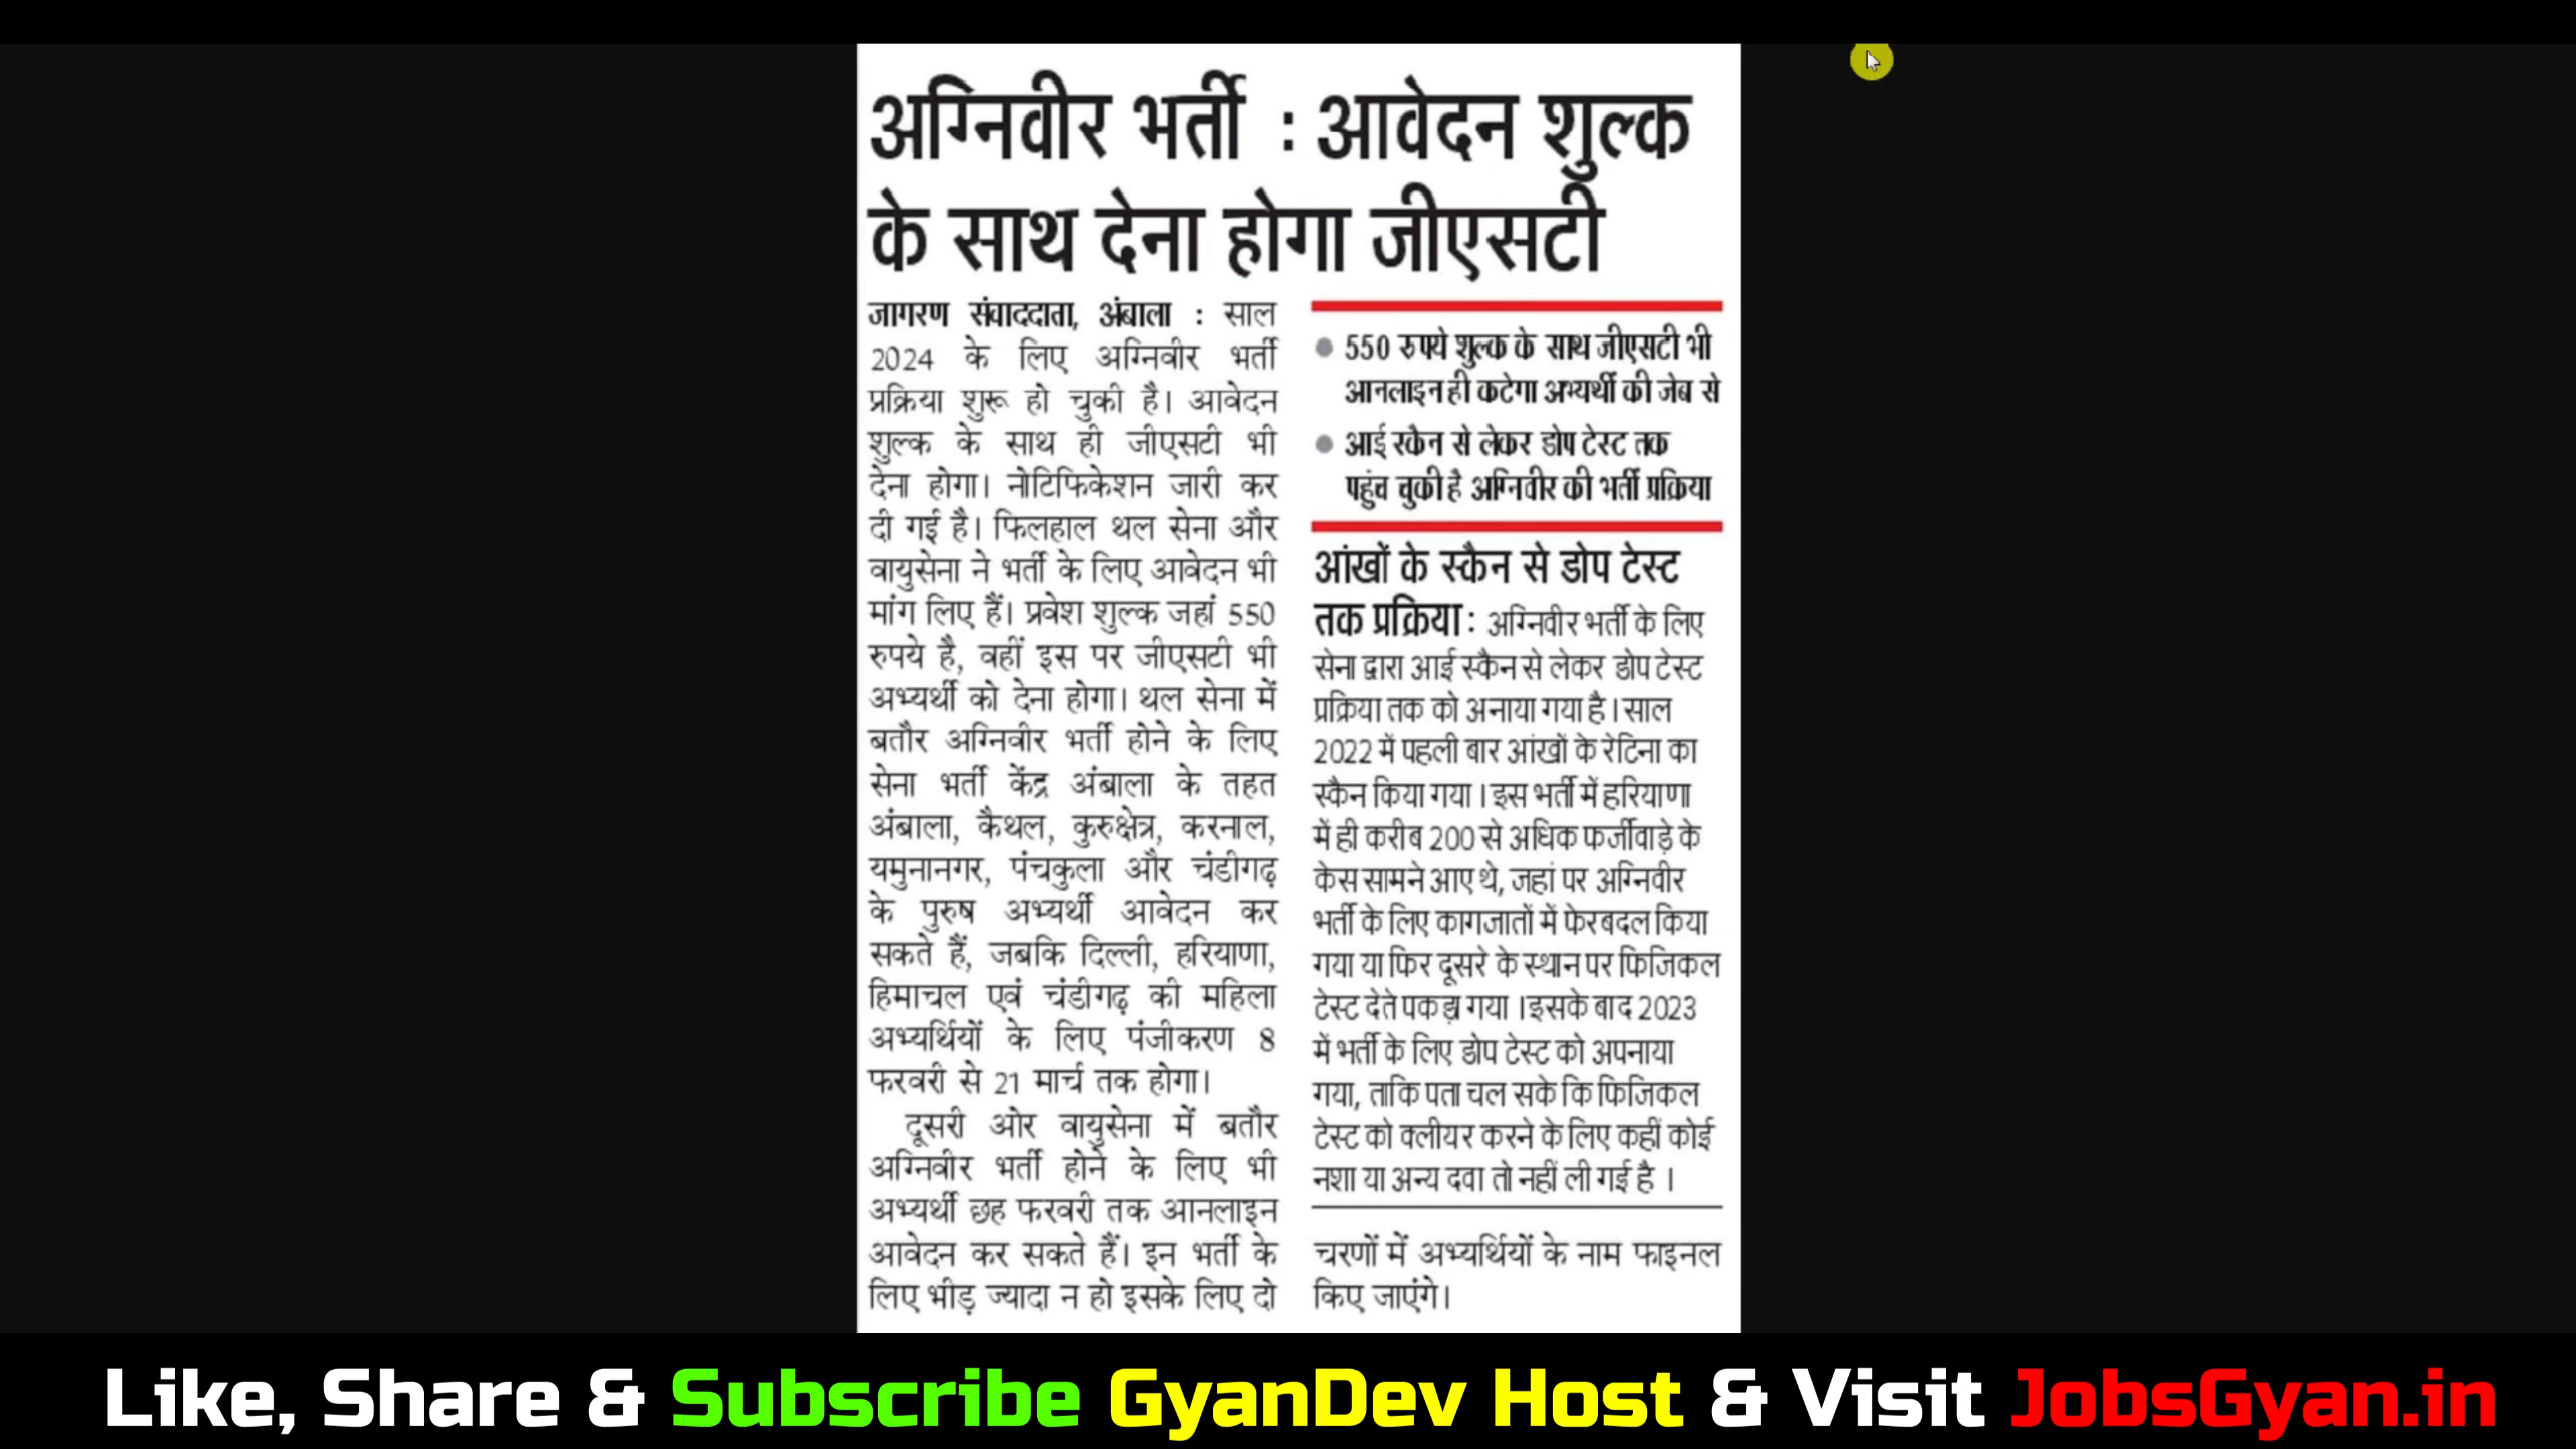 अग्निवीर भर्ती : आवेदन शुल्क
के साथ देना होगा जीएसटी
जागरण संवाददाता, अंबाला : साल
2024 के लिए अग्निवीर भर्ती
प्रक्रिया शुरू हो चुकी है। आवेदन
शुल्क के साथ ही जीएसटी भी
देना होगा। नोटिफिकेशन जारी कर
दी गई है। फिलहाल थल सेना और
वायुसेना ने भर्ती के लिए आवेदन भी
मांग लिए हैं। प्रवेश शुल्क जहां 550
रुपये है, वहीं इस पर जीएसटी भी
अभ्यर्थी को देना होगा। थल सेना में
बतौर अग्निवीर भर्ती होने के लिए
सेना भर्ती केंद्र अंबाला के तहत
अंबाला, कैथल, कुरुक्षेत्र, करनाल,
यमुनानगर, पंचकुला और चंडीगढ़
के पुरुष अभ्यर्थी आवेदन कर
सकते हैं, जबकि दिल्ली, हरियाणा,
हिमाचल एवं चंडीगढ़ की महिला
अभ्यर्थियों के लिए पंजीकरण 8
फरवरी से 21 मार्च तक होगा।
दूसरी ओर वायुसेना में बतौर
अग्निवीर भर्ती होने के लिए भी
अभ्यर्थी छह फरवरी तक आनलाइन
आवेदन कर सकते हैं। इन भर्ती के
लिए भीड़ ज्यादा न हो इसके लिए दो
550 रुपये शुल्क के साथ जीएसटी भी
आनलाइन ही कटेगा अभ्यर्थी की जेब से
आई स्कैन से लेकर डोप टेस्ट तक
पहुंच चुकी है अग्निवीर की भर्ती प्रक्रिया
आंखों के स्कैन से डोप टेस्ट
तक प्रक्रिया : अग्निवीर भर्ती के लिए
सेना द्वारा आई स्कैन से लेकर डोप टेस्ट
प्रक्रिया तक को अनाया गया है। साल
2022 में पहली बार आंखों के रेटिना का
स्कैन किया गया। इस भर्ती में हरियाणा
में ही करीब 200 से अधिक फर्जीवाड़े के
केस सामने आए थे, जहां पर अग्निवीर
भर्ती के लिए कागजातों में फेरबदल किया
गया या फिर दूसरे के स्थान पर फिजिकल
टेस्ट देते पकड़ा गया। इसके बाद 2023
में भर्ती के लिए डोप टेस्ट को अपनाया
गया, ताकि पता चल सके कि फिजिकल
टेस्ट को क्लीयर करने के लिए कहीं कोई
नशा या अन्य दवा तो नहीं ली गई है।
चरणों में अभ्यर्थियों के नाम फाइनल
किए जाएंगे।
Like, Share & Subscribe GyanDev Host & Visit JobsGyan.in